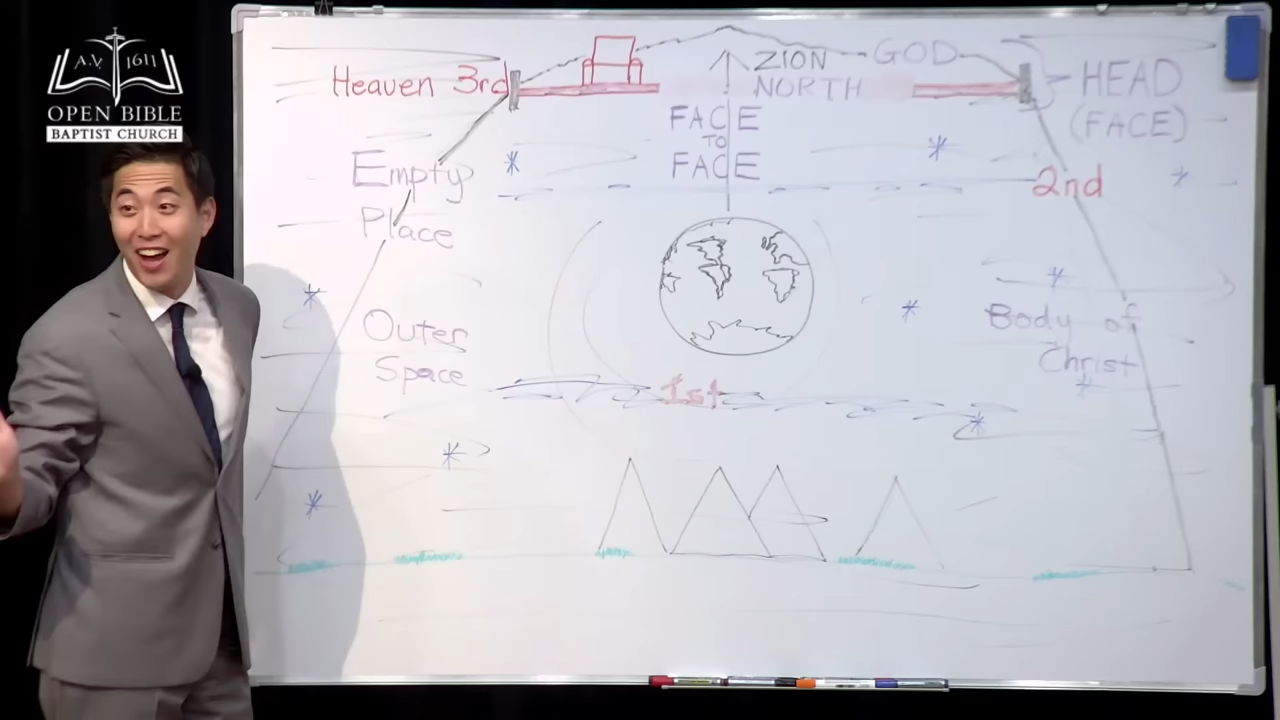 A.V. 1611
OPEN BIBLE
BAPTIST CHURCH
Heaven 3rd
ZION
GOD
NORTH
HEAD
(FACE)
FACE
TO
FACE
Empty
Place
2nd
Outer
Space
Body of
Christ
1st